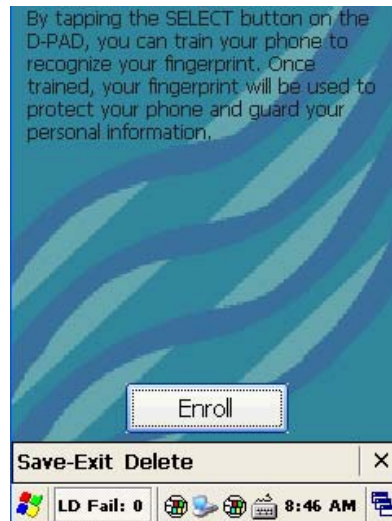 By tapping the SELECT button on the
D-PAD, you can train your phone to
recognize your fingerprint. Once
trained, your fingerprint will be used to
protect your phone and guard your
personal information.
Enroll
Save-Exit Delete
LD Fail: 0 8:46 AM